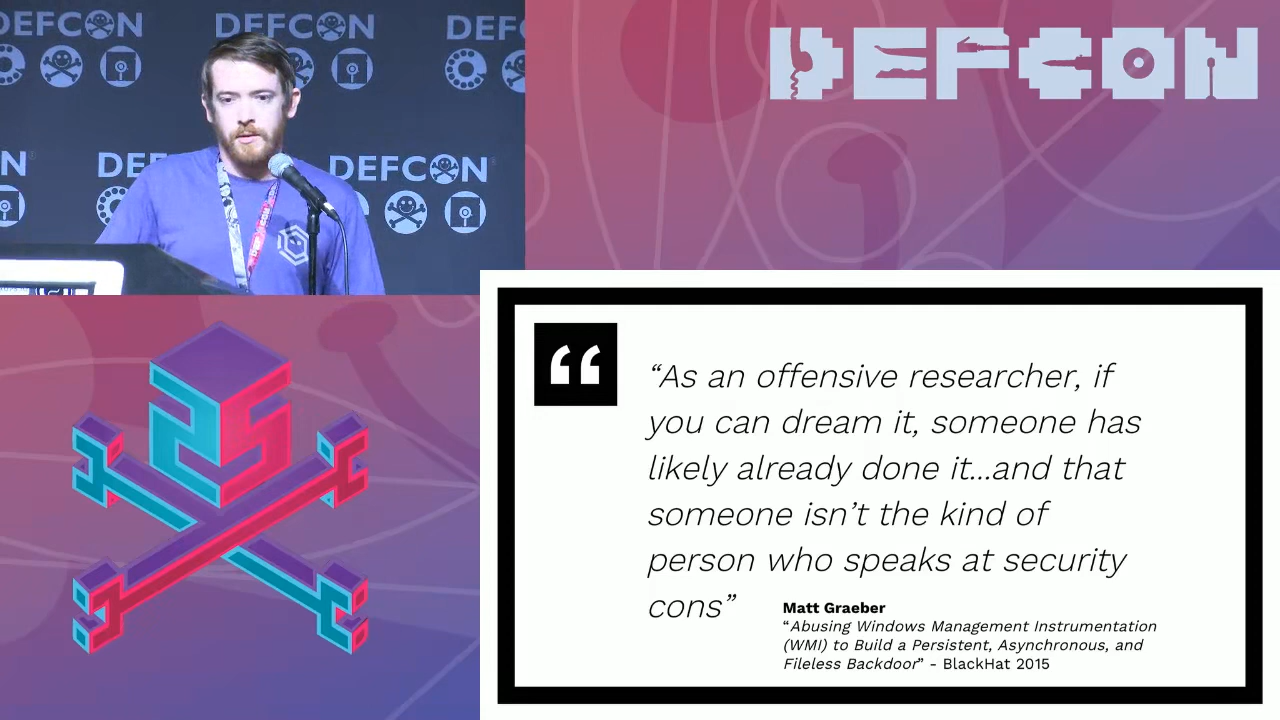 DEFCON
DEFCON
DEFC
DEFCON
N
DEF
DEFCON
“As an offensive researcher, if
you can dream it, someone has
likely already done it...and that
someone isn’t the kind of
person who speaks at security
cons”
Matt Graeber
“Abusing Windows Management Instrumentation
(WMI) to Build a Persistent, Asynchronous, and
Fileless Backdoor” - BlackHat 2015